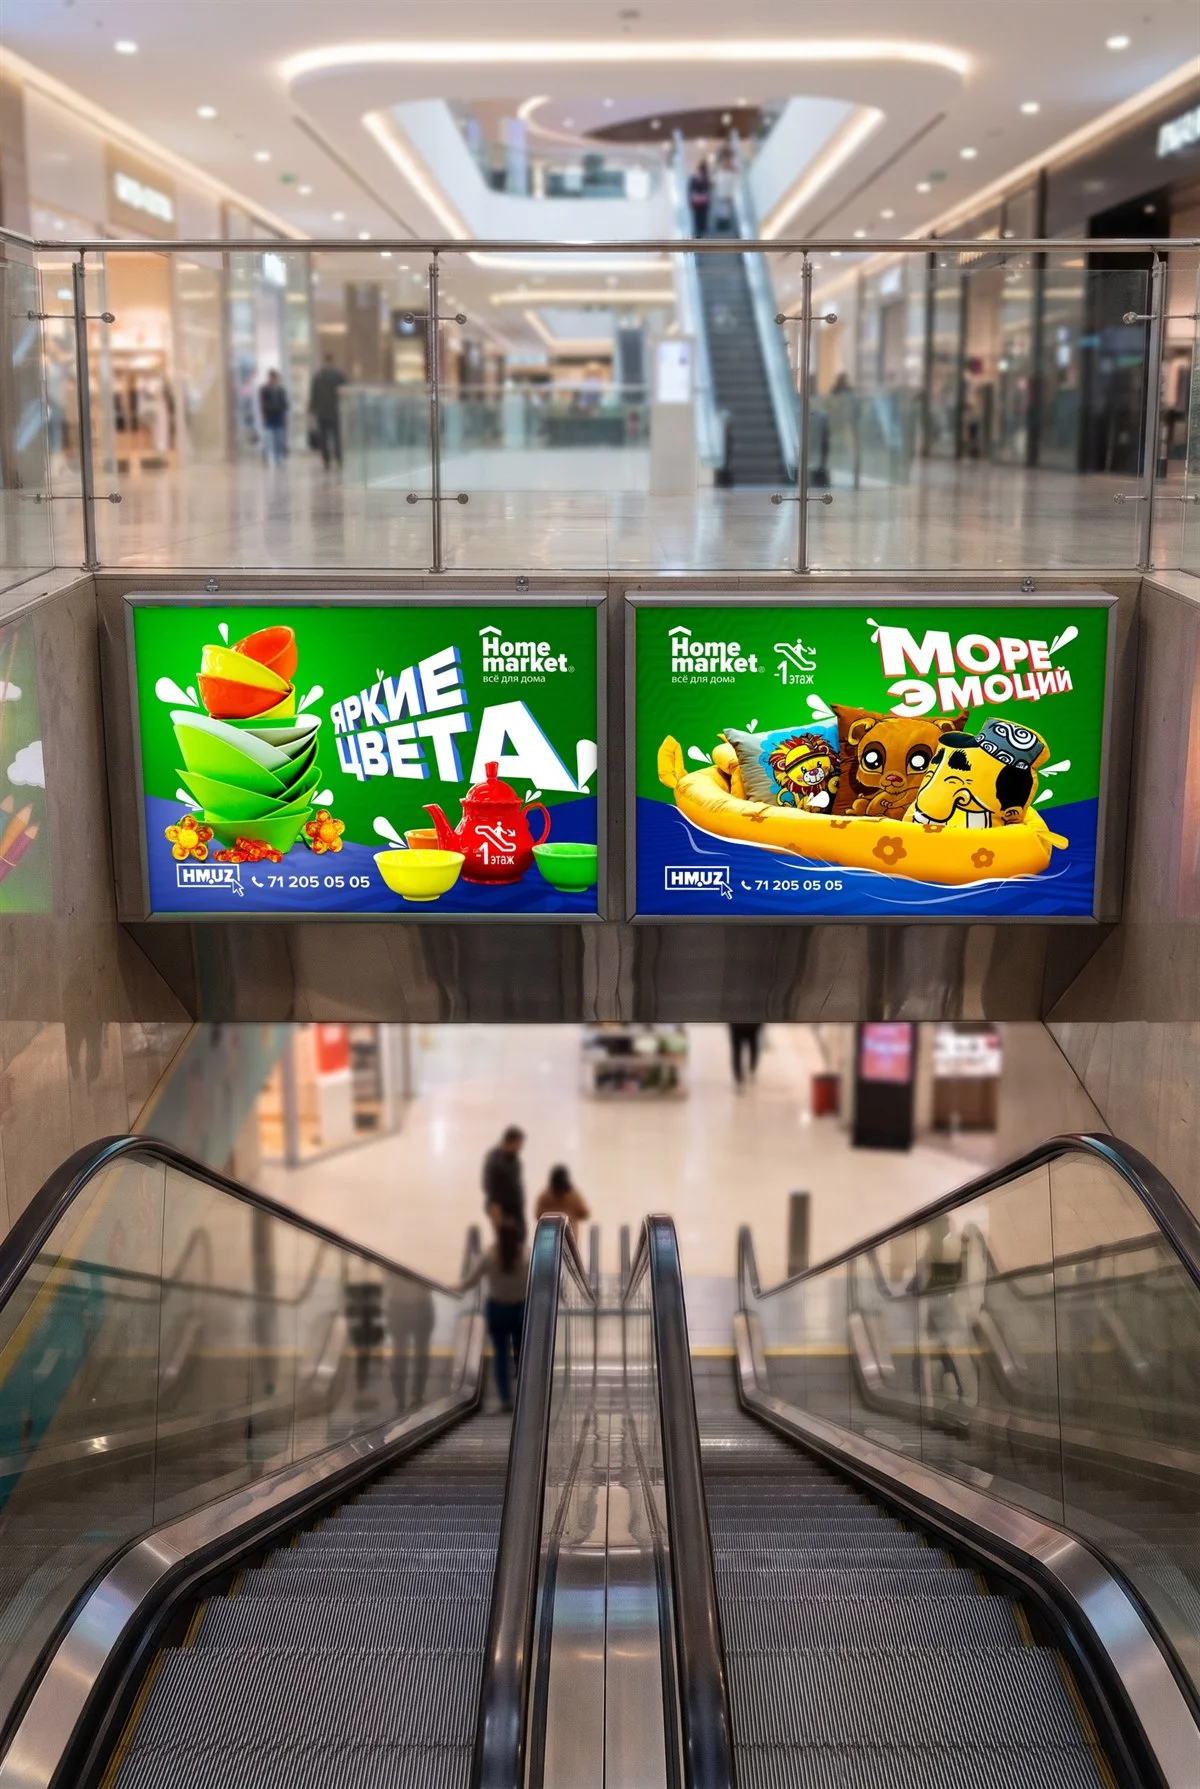 Home
market®
всё для дома
ЯРКИЕ
ЦВЕТА
-1 этаж
HM.UZ
71 205 05 05
Home
market®
всё для дома
-1 этаж
МОРЕ
ЭМОЦИЙ
HM.UZ
71 205 05 05